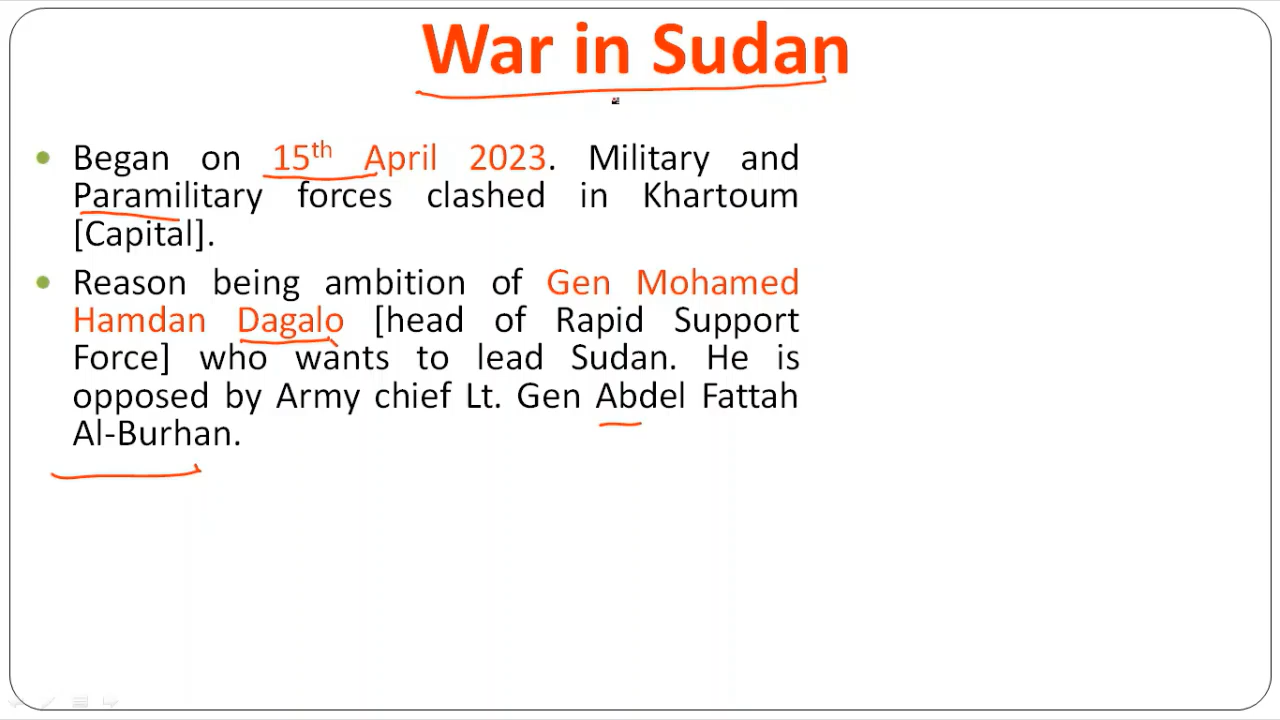 War in Sudan
• Began on 15th April 2023. Military and
Paramilitary forces clashed in Khartoum
[Capital].
• Reason being ambition of Gen Mohamed
Hamdan Dagalo [head of Rapid Support
Force] who wants to lead Sudan. He is
opposed by Army chief Lt. Gen Abdel Fattah
Al-Burhan.